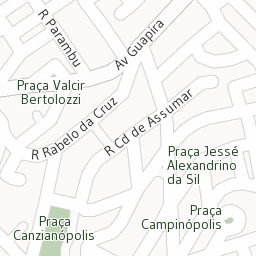 R Parambu
Av Guapira
Praça Valcir
Bertolozzi
R Rabelo da Cruz
R Cd de Assumar
Praça Jessé
Alexandrino
da Sil
Praça
Campinópolis
Praça
Canzianópolis